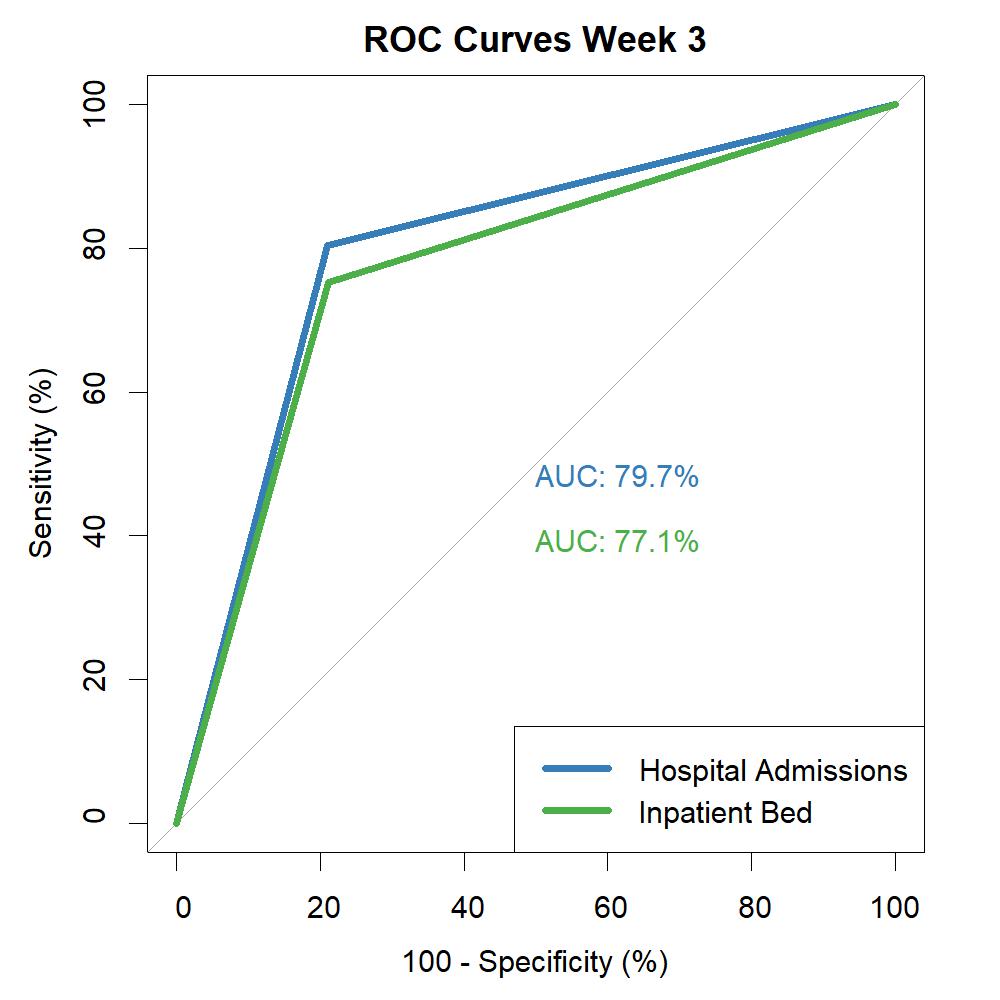 ROC Curves Week 3
Sensitivity (%)
100
80
60
40
20
0
AUC: 79.7%
AUC: 77.1%
Hospital Admissions
Inpatient Bed
0 20 40 60 80 100
100 - Specificity (%)